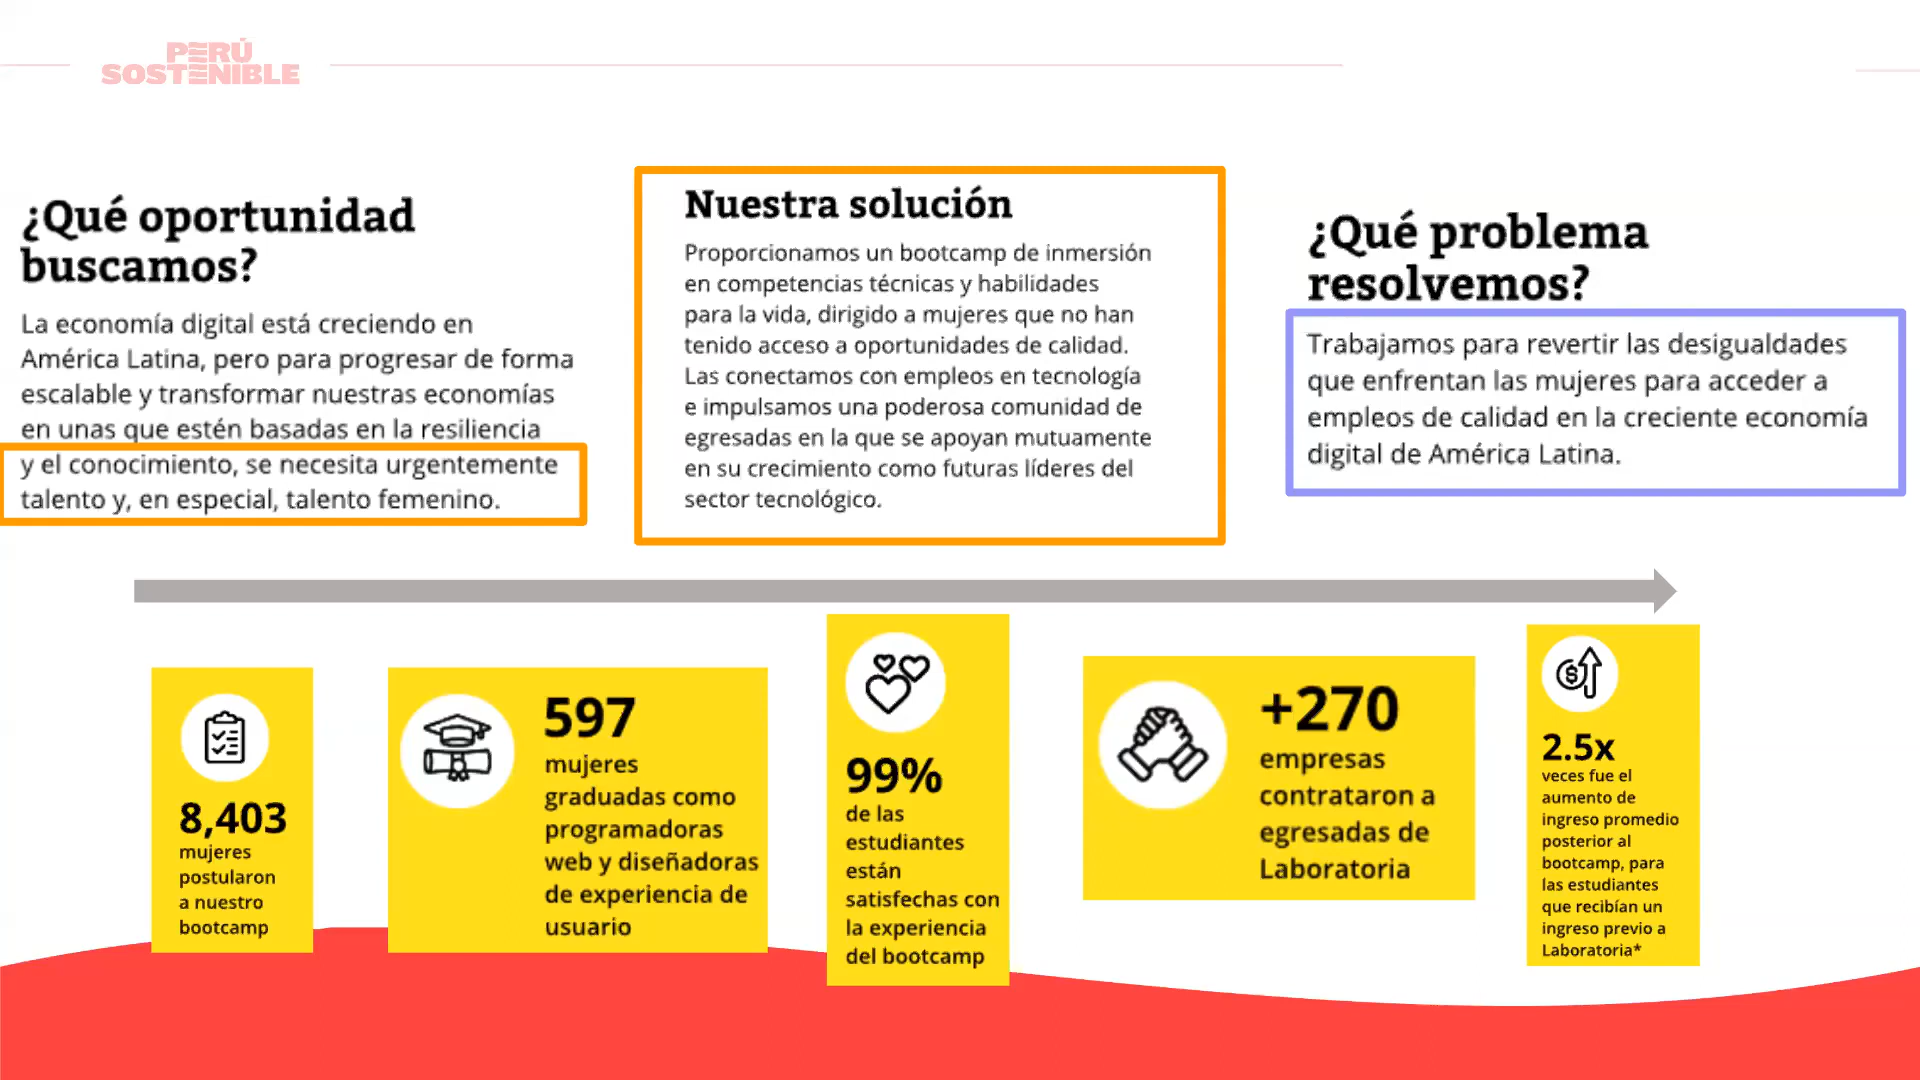 PERÚ
SOSTENIBLE
¿Qué oportunidad
buscamos?
La economía digital está creciendo en
América Latina, pero para progresar de forma
escalable y transformar nuestras economías
en unas que estén basadas en la resiliencia
y el conocimiento, se necesita urgentemente
talento y, en especial, talento femenino.
Nuestra solución
Proporcionamos un bootcamp de inmersión
en competencias técnicas y habilidades
para la vida, dirigido a mujeres que no han
tenido acceso a oportunidades de calidad.
Las conectamos con empleos en tecnología
e impulsamos una poderosa comunidad de
egresadas en la que se apoyan mutuamente
en su crecimiento como futuras líderes del
sector tecnológico.
¿Qué problema
resolvemos?
Trabajamos para revertir las desigualdades
que enfrentan las mujeres para acceder a
empleos de calidad en la creciente economía
digital de América Latina.
8,403
mujeres
postularon
a nuestro
bootcamp
597
mujeres
graduadas como
programadoras
web y diseñadoras
de experiencia de
usuario
99%
de las
estudiantes
están
satisfechas con
la experiencia
del bootcamp
+270
empresas
contrataron a
egresadas de
Laboratoria
2.5x
veces fue el
aumento de
ingreso promedio
posterior al
bootcamp, para
las estudiantes
que recibían un
ingreso previo a
Laboratoria*